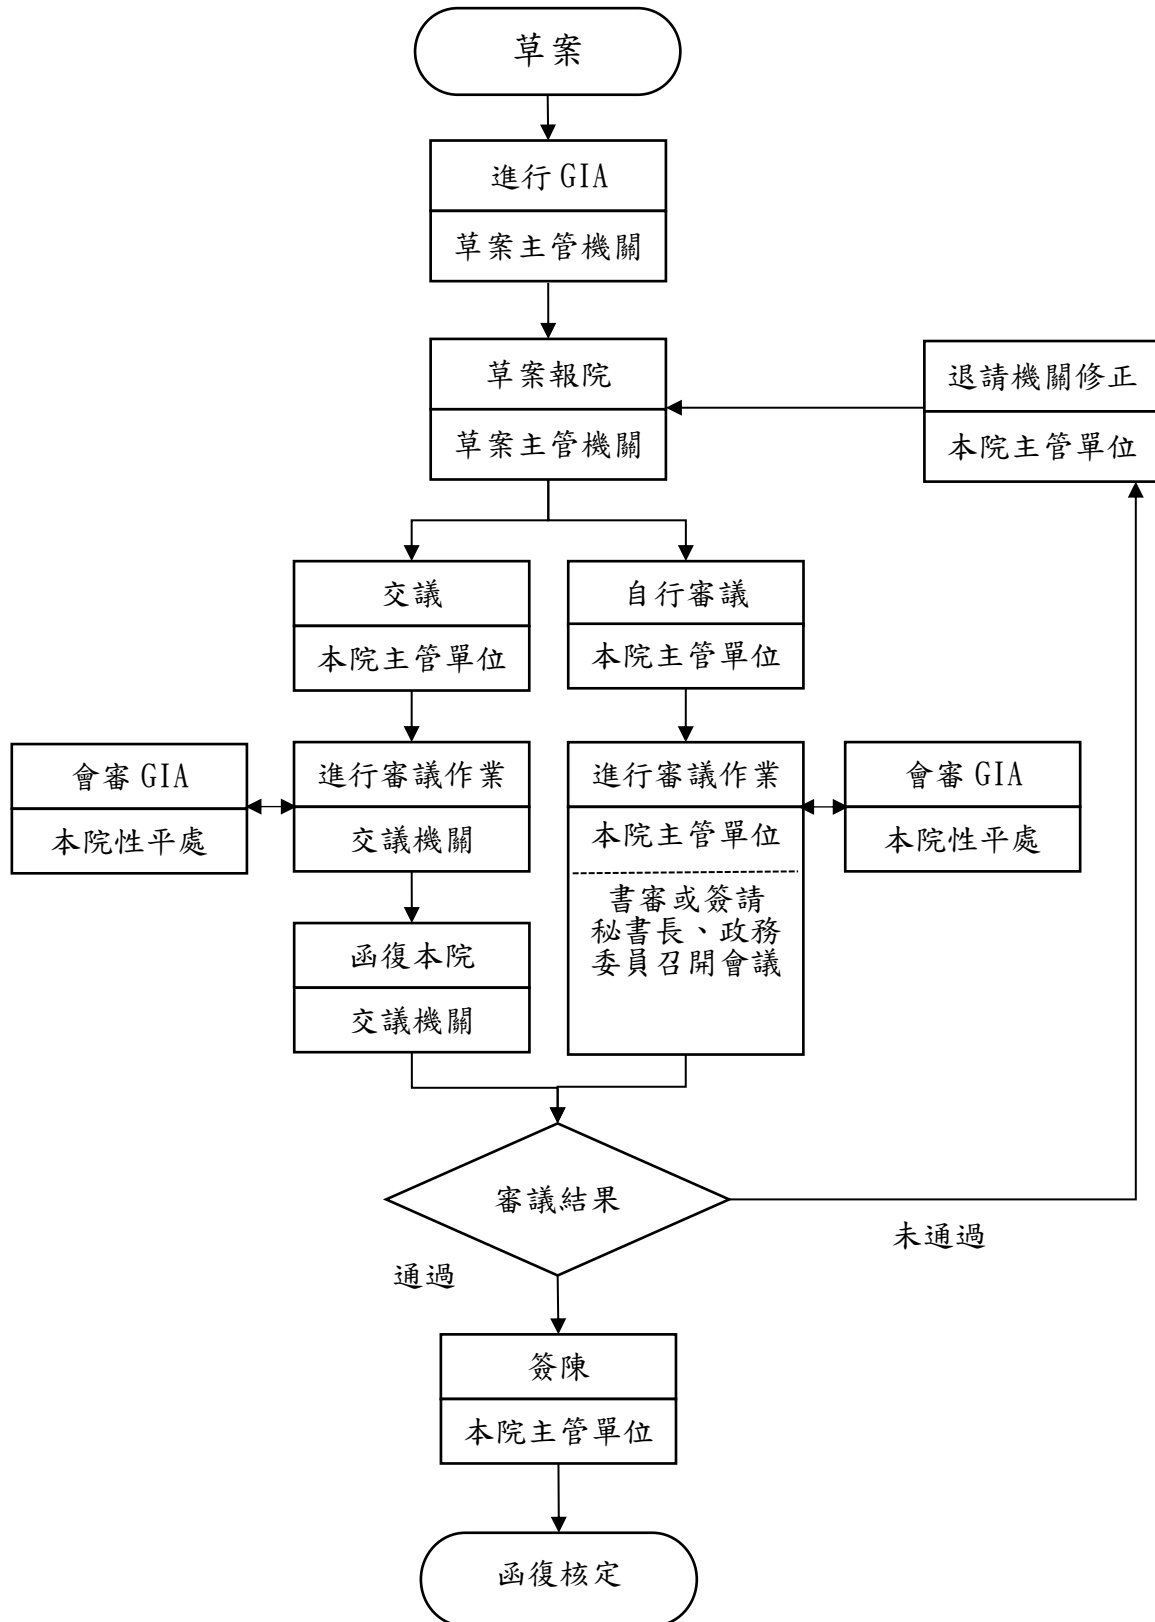 草案
進行 GIA
草案主管機關
草案報院
草案主管機關
退請機關修正
本院主管單位
交議
本院主管單位
自行審議
本院主管單位
會審 GIA
本院性平處
進行審議作業
交議機關
進行審議作業
本院主管單位
書審或簽請
秘書長、政務
委員召開會議
會審 GIA
本院性平處
函復本院
交議機關
審議結果
未通過
通過
簽陳
本院主管單位
函復核定